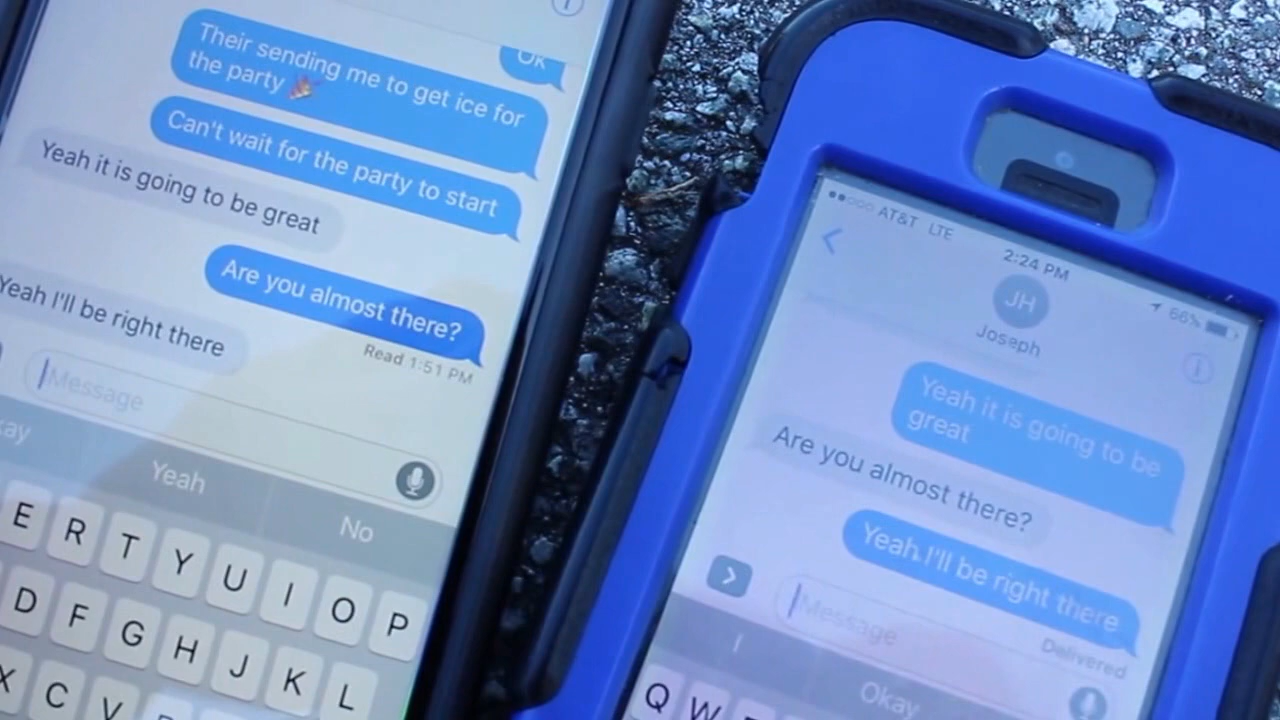 Ok
Their sending me to get ice for
the party 🎉
Can't wait for the party to start
Yeah it is going to be great
Are you almost there?
Read 1:51 PM
Yeah I'll be right there
Message
Yeah
No
E R T Y U I O P
D F G H J K L
X C V
AT&T LTE
2:24 PM
66%
JH
Joseph
Yeah it is going to be
great
Are you almost there?
Yeah I'll be right there
Delivered
Message
I
Okay
Q W